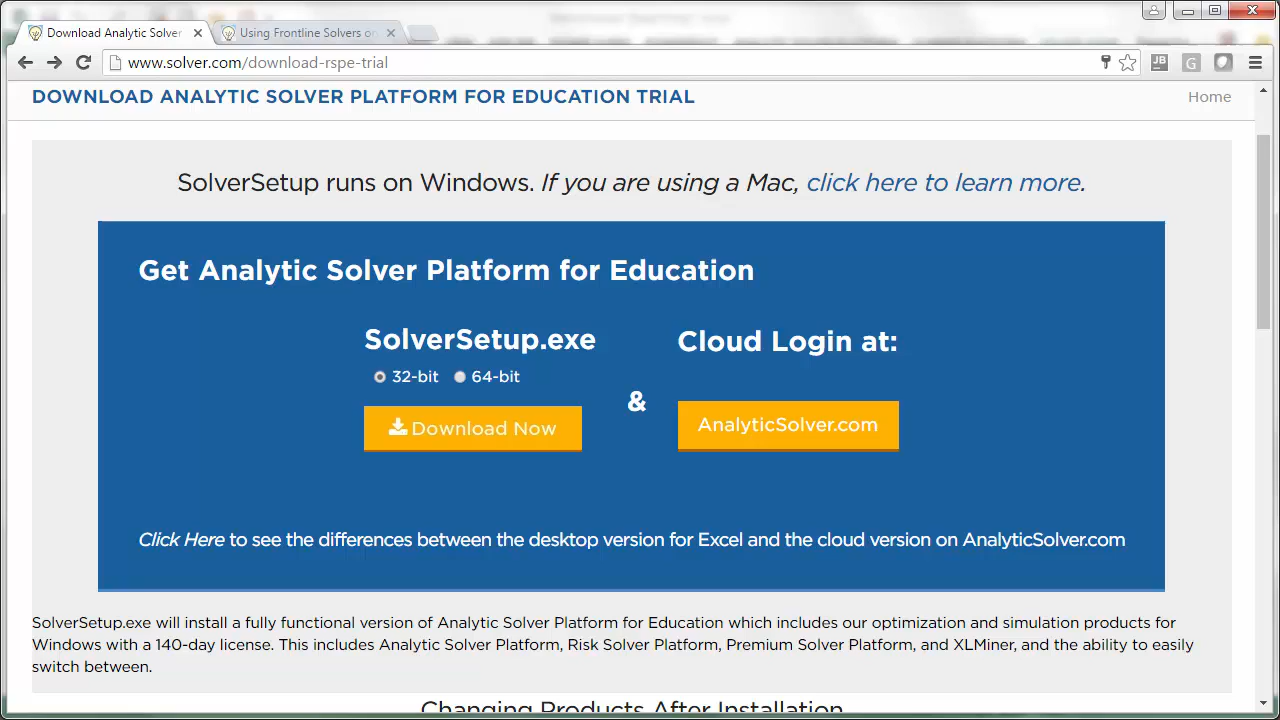 Download Analytic Solver
Using Frontline Solvers o
www.solver.com/download-rspe-trial
JB
G
DOWNLOAD ANALYTIC SOLVER PLATFORM FOR EDUCATION TRIAL
Home
SolverSetup runs on Windows. If you are using a Mac, click here to learn more.
Get Analytic Solver Platform for Education
SolverSetup.exe
32-bit 64-bit
Download Now
&
Cloud Login at:
AnalyticSolver.com
Click Here to see the differences between the desktop version for Excel and the cloud version on AnalyticSolver.com
SolverSetup.exe will install a fully functional version of Analytic Solver Platform for Education which includes our optimization and simulation products for
Windows with a 140-day license. This includes Analytic Solver Platform, Risk Solver Platform, Premium Solver Platform, and XLMiner, and the ability to easily
switch between.
Changing Products After Installation